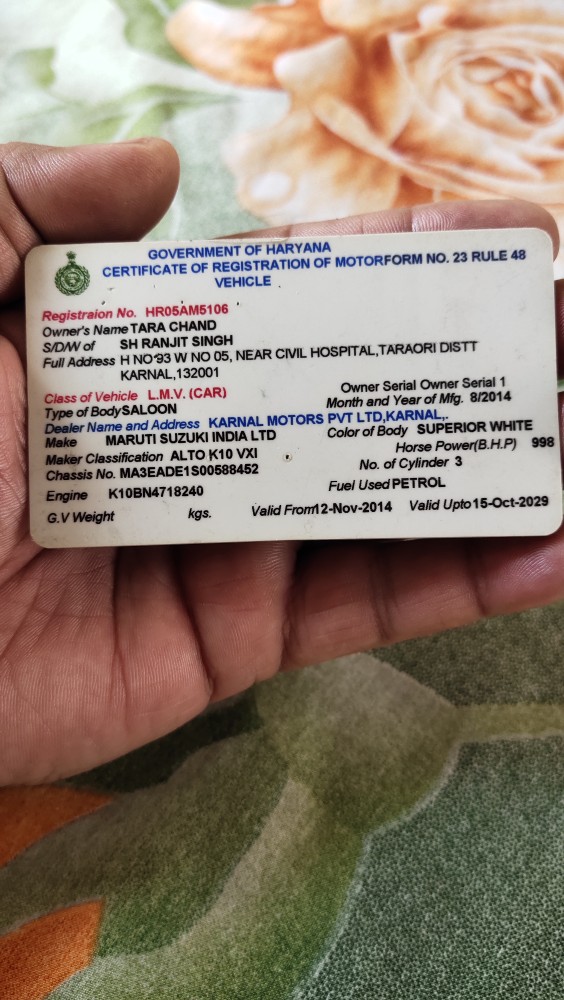 GOVERNMENT OF HARYANA
CERTIFICATE OF REGISTRATION OF MOTOR FORM NO. 23 RULE 48
VEHICLE
Registraion No. HR05AM5106
Owner's Name TARA CHAND
S/D/W of SH RANJIT SINGH
Full Address H NO 93 W NO 05, NEAR CIVIL HOSPITAL,TARAORI DISTT
KARNAL,132001
Owner Serial Owner Serial 1
Class of Vehicle L.M.V. (CAR) Month and Year of Mfg. 8/2014
Type of Body SALOON
Dealer Name and Address KARNAL MOTORS PVT LTD,KARNAL,.
Make MARUTI SUZUKI INDIA LTD Color of Body SUPERIOR WHITE
Horse Power(B.H.P) 998
Maker Classification ALTO K10 VXI
Chassis No. MA3EADE1S00588452 No. of Cylinder 3
Engine K10BN4718240 Fuel Used PETROL
G.V Weight kgs. Valid From 12-Nov-2014 Valid Upto 15-Oct-2029